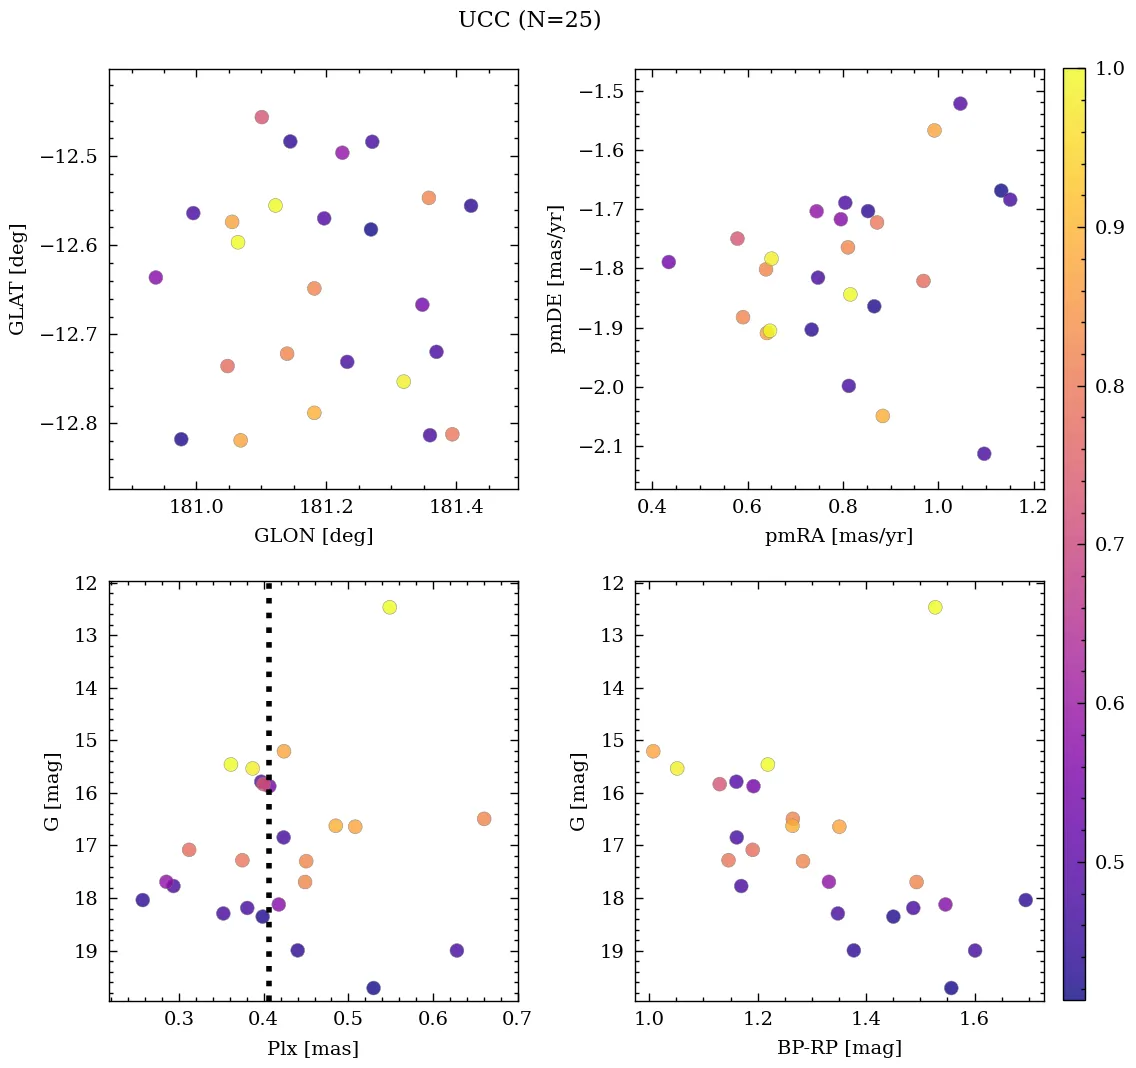 UCC (N=25)
−12.5
−12.6
−12.7
−12.8
GLAT [deg]
181.0 181.2 181.4
GLON [deg]
−1.5
−1.6
−1.7
−1.8
−1.9
−2.0
−2.1
pmDE [mas/yr]
0.4 0.6 0.8 1.0 1.2
pmRA [mas/yr]
1.0
0.9
0.8
0.7
0.6
0.5
12
13
14
15
16
17
18
19
G [mag]
0.3 0.4 0.5 0.6 0.7
Plx [mas]
12
13
14
15
16
17
18
19
G [mag]
1.0 1.2 1.4 1.6
BP-RP [mag]